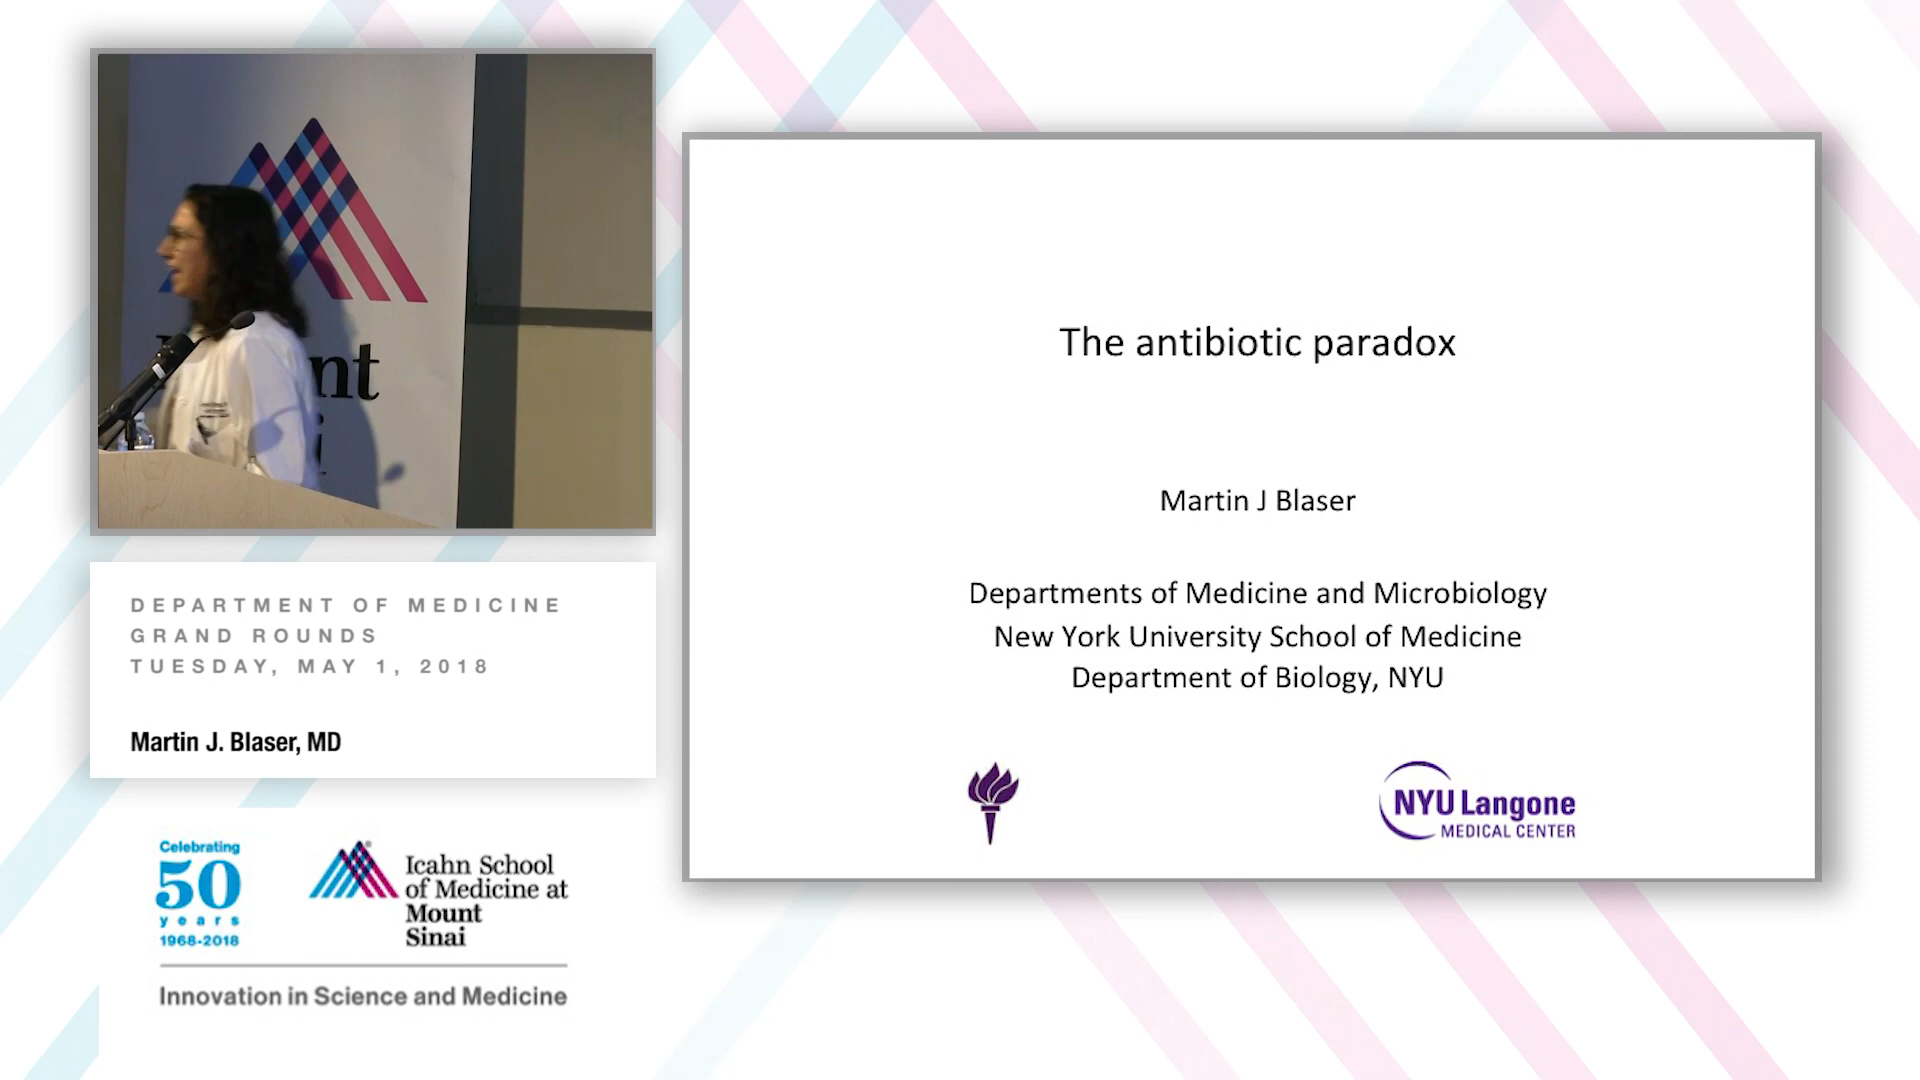 nt
i
DEPARTMENT OF MEDICINE
GRAND ROUNDS
TUESDAY, MAY 1, 2018
Martin J. Blaser, MD
Celebrating
50
years
1968-2018
Icahn School
of Medicine at
Mount
Sinai
Innovation in Science and Medicine
The antibiotic paradox
Martin J Blaser
Departments of Medicine and Microbiology
New York University School of Medicine
Department of Biology, NYU
NYU Langone
MEDICAL CENTER